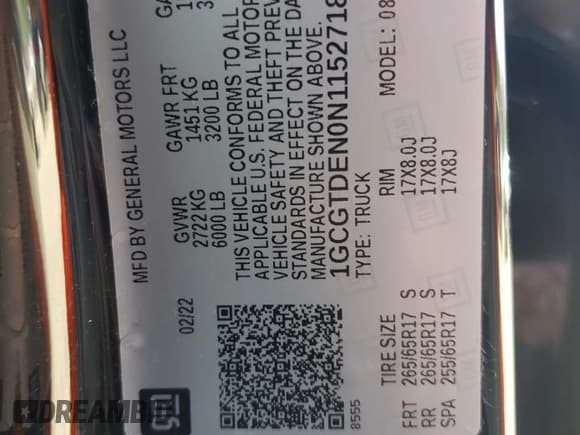 MFD BY GENERAL MOTORS LLC
02/22
GVWR
2722 KG
6000 LB
GAWR FRT
1451 KG
3200 LB
THIS VEHICLE CONFORMS TO ALL
APPLICABLE U.S. FEDERAL MOTOR
VEHICLE SAFETY AND THEFT PREV
STANDARDS IN EFFECT ON THE DA
MANUFACTURE SHOWN ABOVE.
1GCGTDEN0N1152718
TYPE: TRUCK
MODEL: 08
8555
TIRE SIZE RIM
FRT 265/65R17 S 17X8.0J
RR 265/65R17 S 17X8.0J
SPA 255/65R17 T 17X8J